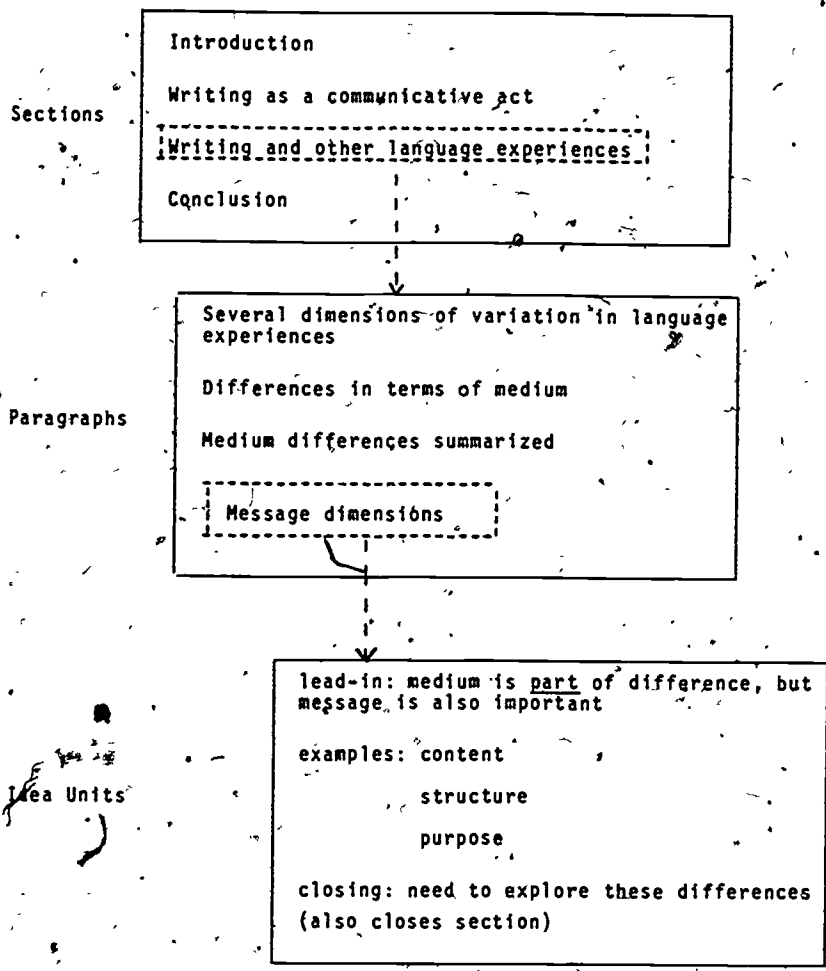 Introduction
Writing as a communicative act
Sections
Writing and other language experiences
Conclusion
Several dimensions of variation in language
experiences
Differences in terms of medium
Paragraphs
Medium differences summarized
Message dimensions
lead-in: medium is part of difference, but
message is also important
examples: content
Idea Units
structure
purpose
closing: need to explore these differences
(also closes section)